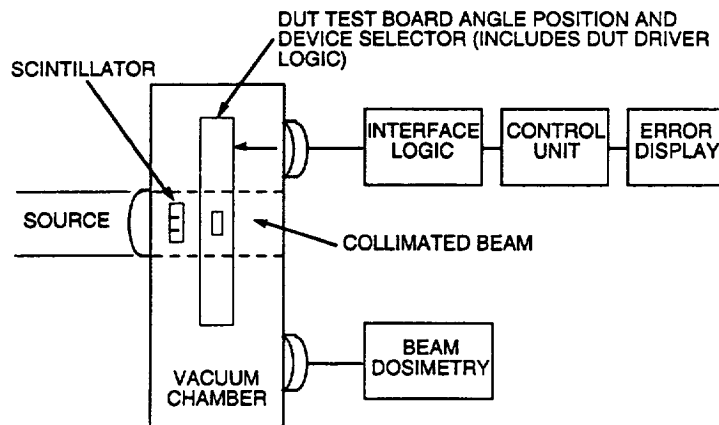 DUT TEST BOARD ANGLE POSITION AND
DEVICE SELECTOR (INCLUDES DUT DRIVER
LOGIC)
SCINTILLATOR
INTERFACE
LOGIC
CONTROL
UNIT
ERROR
DISPLAY
SOURCE
COLLIMATED BEAM
BEAM
DOSIMETRY
VACUUM
CHAMBER